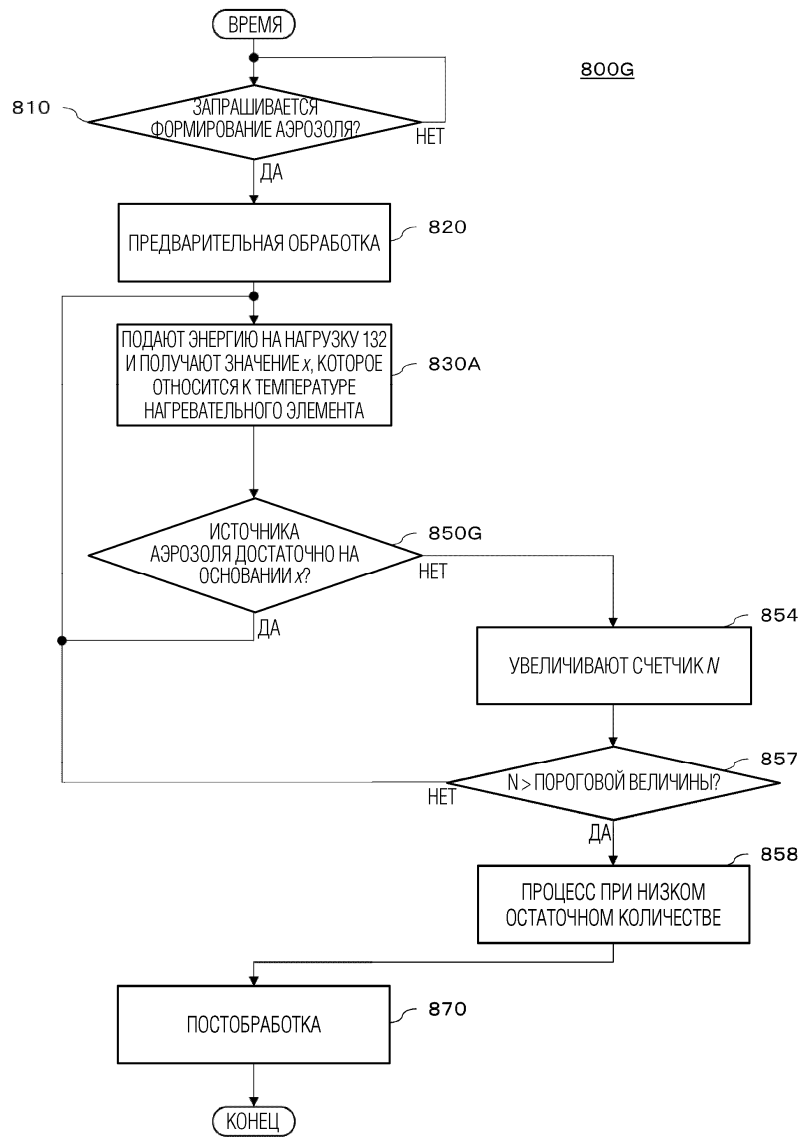 ВРЕМЯ
800G
810
ЗАПРАШИВАЕТСЯ
ФОРМИРОВАНИЕ АЭРОЗОЛЯ?
НЕТ
ДА
ПРЕДВАРИТЕЛЬНАЯ ОБРАБОТКА
820
ПОДАЮТ ЭНЕРГИЮ НА НАГРУЗКУ 132
И ПОЛУЧАЮТ ЗНАЧЕНИЕ x, КОТОРОЕ
ОТНОСИТСЯ К ТЕМПЕРАТУРЕ
НАГРЕВАТЕЛЬНОГО ЭЛЕМЕНТА
830A
ИСТОЧНИКА
АЭРОЗОЛЯ ДОСТАТОЧНО НА
ОСНОВАНИИ x?
850G
НЕТ
ДА
854
УВЕЛИЧИВАЮТ СЧЕТЧИК N
857
N > ПОРОГОВОЙ ВЕЛИЧИНЫ?
НЕТ
ДА
858
ПРОЦЕСС ПРИ НИЗКОМ
ОСТАТОЧНОМ КОЛИЧЕСТВЕ
ПОСТОБРАБОТКА
870
КОНЕЦ